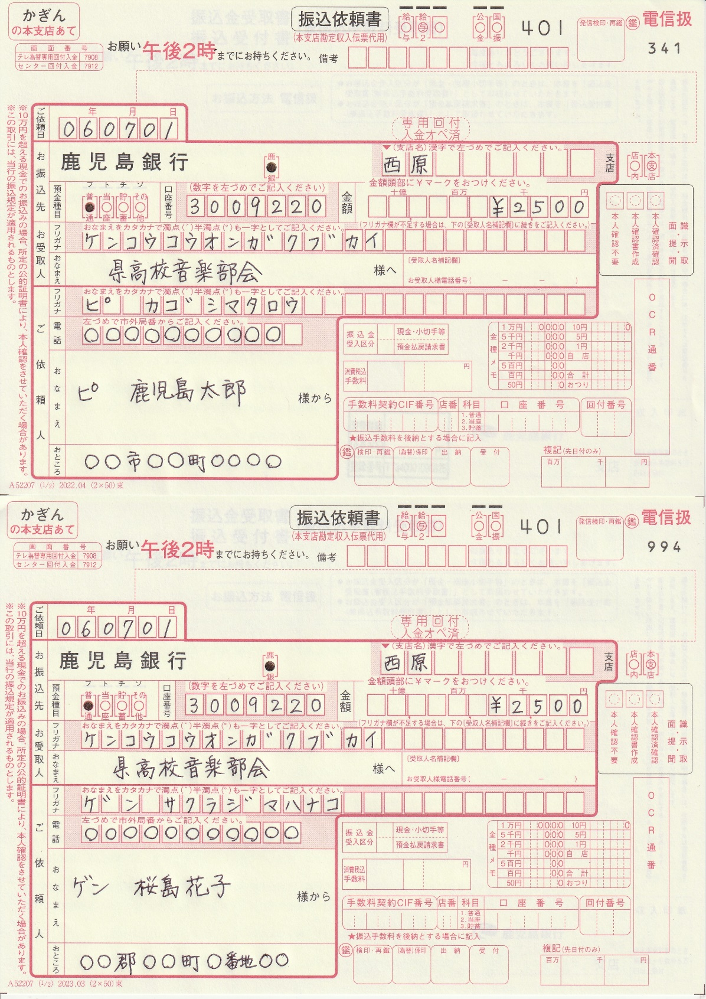 かぎん
の本支店あて
振込依頼書
(本支店勘定収入伝票代用)
給与
給与2
公金
国振
401
発信検印・再鑑
鑑
電信扱
341
画面番号
テレ為替専用回付入金 7908
センター回付入金 7912
お願い午後2時までにお持ちください。
備考
※10万円を超える現金でのお振込みの場合、所定の公的証明書により、本人確認をさせていただく場合があります。
※この取引には、当行の振込規定が適用されるものとします。
ご依頼日
年 月 日
060701
専用回付
入金オペ済
お振込先
鹿児島銀行
鹿銀
▼(支店名)漢字で左づめでご記入ください。
西原
支店
店内
本支店
預金種目
フ ト チ ソ
普通 当座 貯蓄 その他
口座番号
(数字を左づめでご記入ください)
3009220
金額
金額頭部に¥マークをおつけください。
十億 百万 千 円
¥2500
本人確認不要
本人確認書作成
本人確認済確認
面識・提示・聞取
お受取人
フリガナ
おなまえをカタカナで濁点(゛)半濁点(°)も一字としてご記入ください。
(フリガナ欄が不足する場合は、下の[受取人名補記欄]に続きをご記入ください。)
ケンコウコウオンガ゛クブ゛カイ
おなまえ
県高校音楽部会
様へ
[受取人名補記欄]
お受取人様電話番号( － － )
ご依頼人
フリガナ
おなまえをカタカナで濁点(゛)半濁点(°)も一字としてご記入ください。
ヒ° カゴ゛シマタロウ
電話
左づめで市外局番からご記入ください。
○○○○○○○○○○
おなまえ
ピ 鹿児島太郎
様から
おところ
○○市○○町○○○○
振込金受入区分
現金・小切手等
預金払戻請求書
消費税込手数料
円
金種メモ
1万円 0000 10円 0
5千円 000 5円
2千円 000 1円
千円 000 自店
5百円 00
百円 00 合計
50円 0 おつり
OCR通番
手数料契約CIF番号 店番 科目 口座番号
1.普通
2.当座
3.貯蓄
回付番号
★振込手数料を後納とする場合に記入
鑑
検印・再鑑 (為替)係印 出納 受付
複記(先日付のみ)
百万 千 円
A52207 (1/2) 2022.04 (2×50) 東
かぎん
の本支店あて
振込依頼書
(本支店勘定収入伝票代用)
給与
給与2
公金
国振
401
発信検印・再鑑
鑑
電信扱
994
画面番号
テレ為替専用回付入金 7908
センター回付入金 7912
お願い午後2時までにお持ちください。
備考
※10万円を超える現金でのお振込みの場合、所定の公的証明書により、本人確認をさせていただく場合があります。
※この取引には、当行の振込規定が適用されるものとします。
ご依頼日
年 月 日
060701
専用回付
入金オペ済
お振込先
鹿児島銀行
鹿銀
▼(支店名)漢字で左づめでご記入ください。
西原
支店
店内
本支店
預金種目
フ ト チ ソ
普通 当座 貯蓄 その他
口座番号
(数字を左づめでご記入ください)
3009220
金額
金額頭部に¥マークをおつけください。
十億 百万 千 円
¥2500
本人確認不要
本人確認書作成
本人確認済確認
面識・提示・聞取
お受取人
フリガナ
おなまえをカタカナで濁点(゛)半濁点(°)も一字としてご記入ください。
(フリガナ欄が不足する場合は、下の[受取人名補記欄]に続きをご記入ください。)
ケンコウコウオンガ゛クブ゛カイ
おなまえ
県高校音楽部会
様へ
[受取人名補記欄]
お受取人様電話番号( － － )
ご依頼人
フリガナ
おなまえをカタカナで濁点(゛)半濁点(°)も一字としてご記入ください。
ケ゛ン サクラジ゛マハナコ
電話
左づめで市外局番からご記入ください。
○○○○○○○○○○○
おなまえ
ゲン 桜島花子
様から
おところ
○○郡○○町○番地○○
振込金受入区分
現金・小切手等
預金払戻請求書
消費税込手数料
円
金種メモ
1万円 0000 10円 0
5千円 000 5円
2千円 000 1円
千円 000 自店
5百円 00
百円 00 合計
50円 0 おつり
OCR通番
手数料契約CIF番号 店番 科目 口座番号
1.普通
2.当座
3.貯蓄
回付番号
★振込手数料を後納とする場合に記入
鑑
検印・再鑑 (為替)係印 出納 受付
複記(先日付のみ)
百万 千 円
A52207 (1/2) 2023.03 (2×50) 東